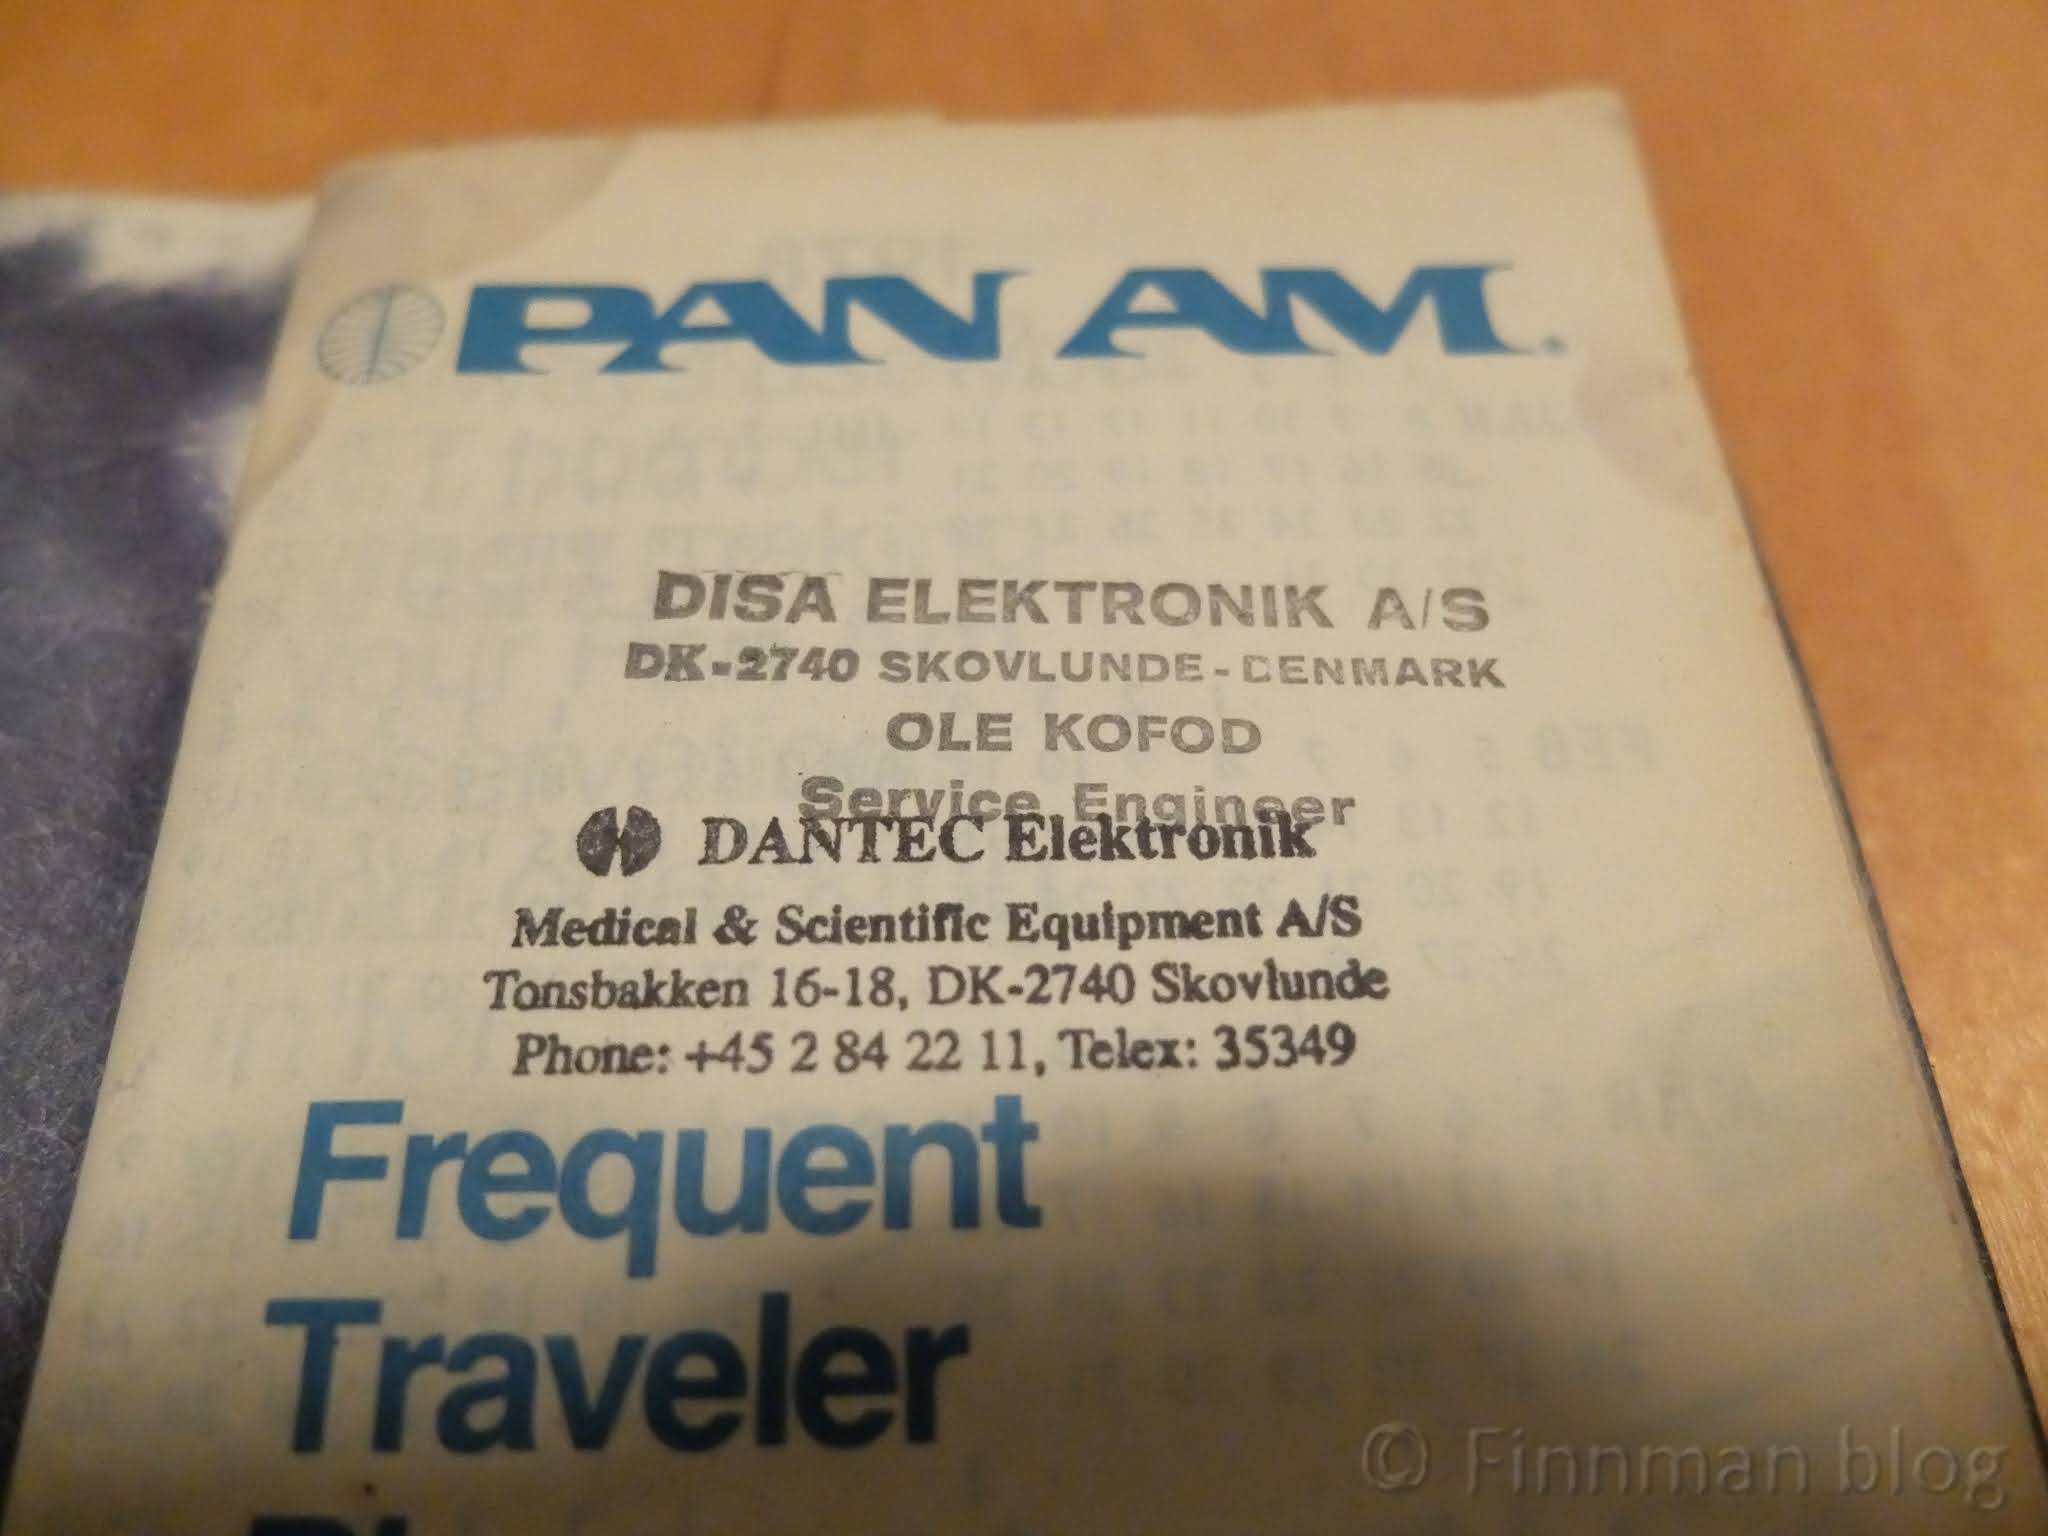 PAN AM.
DISA ELEKTRONIK A/S
DK-2740 SKOVLUNDE-DENMARK
OLE KOFOD
Service Engineer
DANTEC Elektronik
Medical & Scientific Equipment A/S
Tonsbakken 16-18, DK-2740 Skovlunde
Phone: +45 2 84 22 11, Telex: 35349
Frequent
Traveler
© Finnman blog